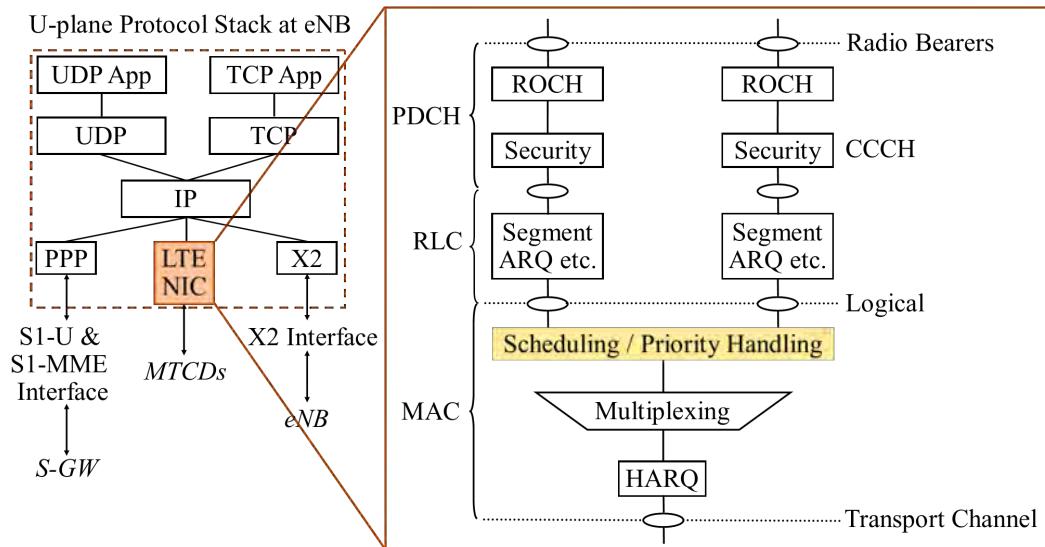 U-plane Protocol Stack at eNB
UDP App
TCP App
UDP
TCP
IP
PPP
LTE
NIC
X2
S1-U &
S1-MME
Interface
S-GW
MTCDs
X2 Interface
eNB
PDCH
RLC
MAC
ROCH
ROCH
Security
Security
Segment
ARQ etc.
Segment
ARQ etc.
Scheduling / Priority Handling
Multiplexing
HARQ
Radio Bearers
CCCH
Logical
Transport Channel